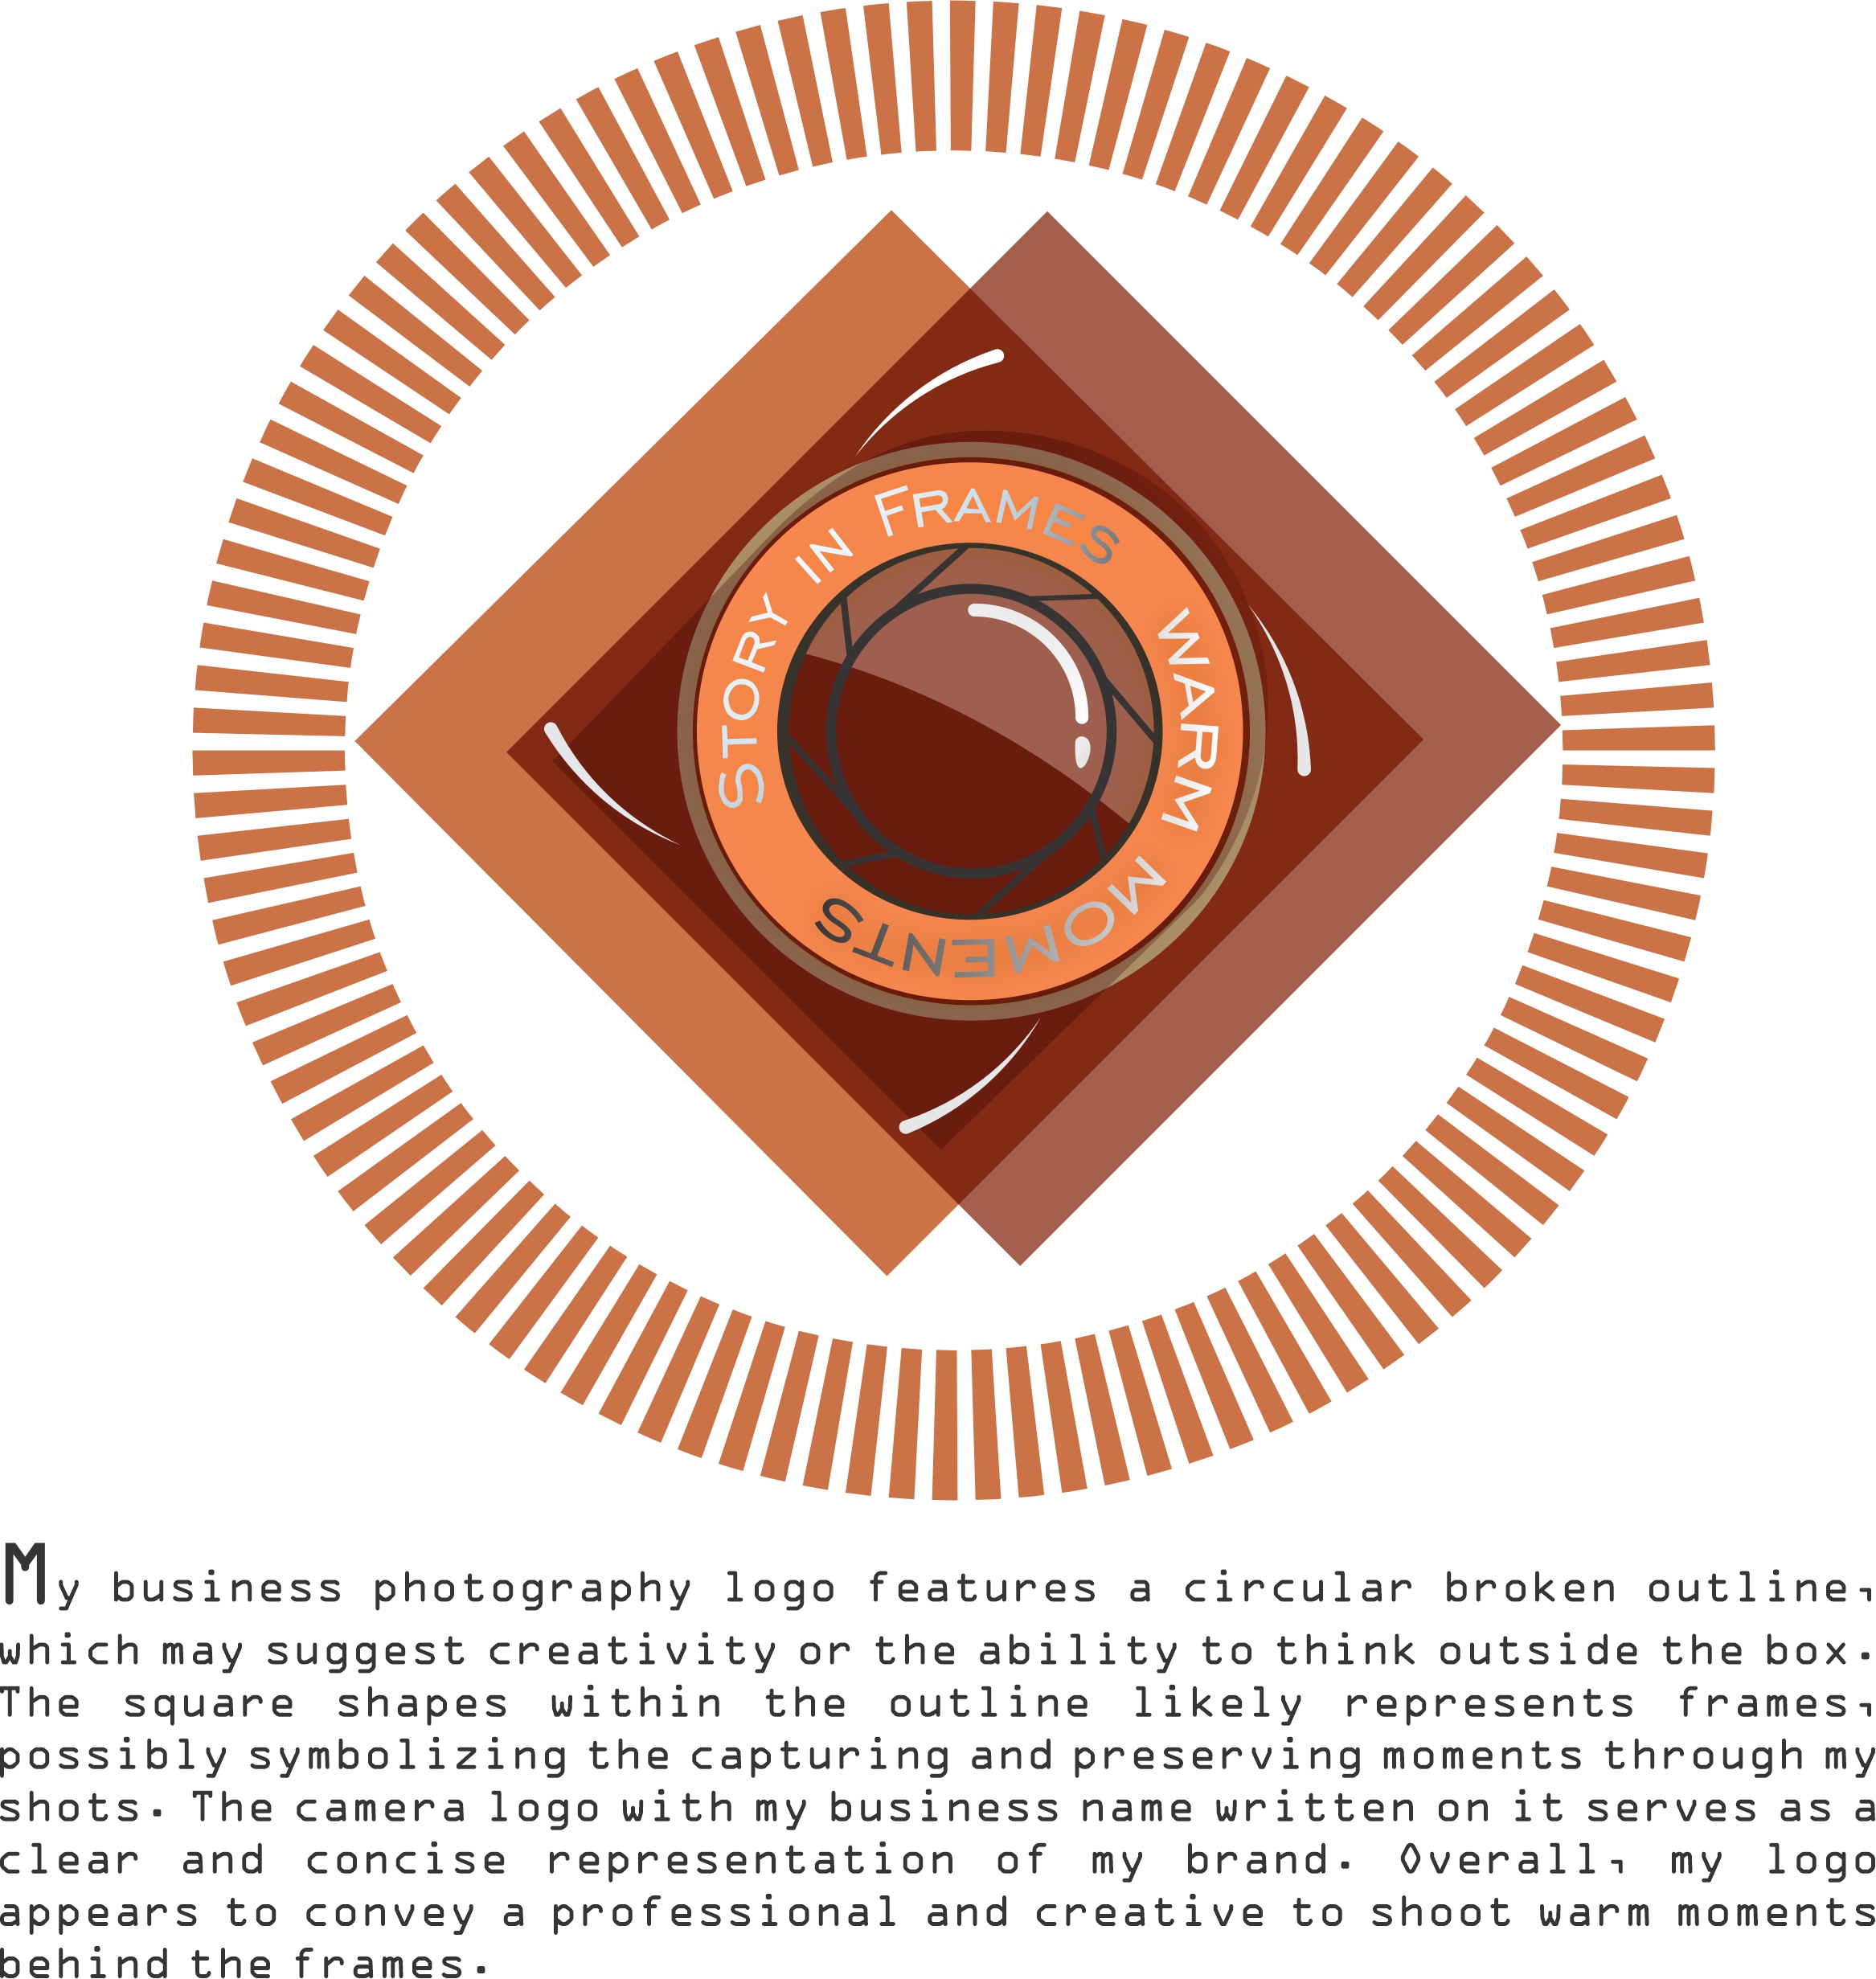 STORY IN FRAMES
WARM MOMENTS
My business photography logo features a circular broken outline,
which may suggest creativity or the ability to think outside the box.
The square shapes within the outline likely represents frames,
possibly symbolizing the capturing and preserving moments through my
shots. The camera logo with my business name written on it serves as a
clear and concise representation of my brand. Overall, my logo
appears to convey a professional and creative to shoot warm moments
behind the frames.